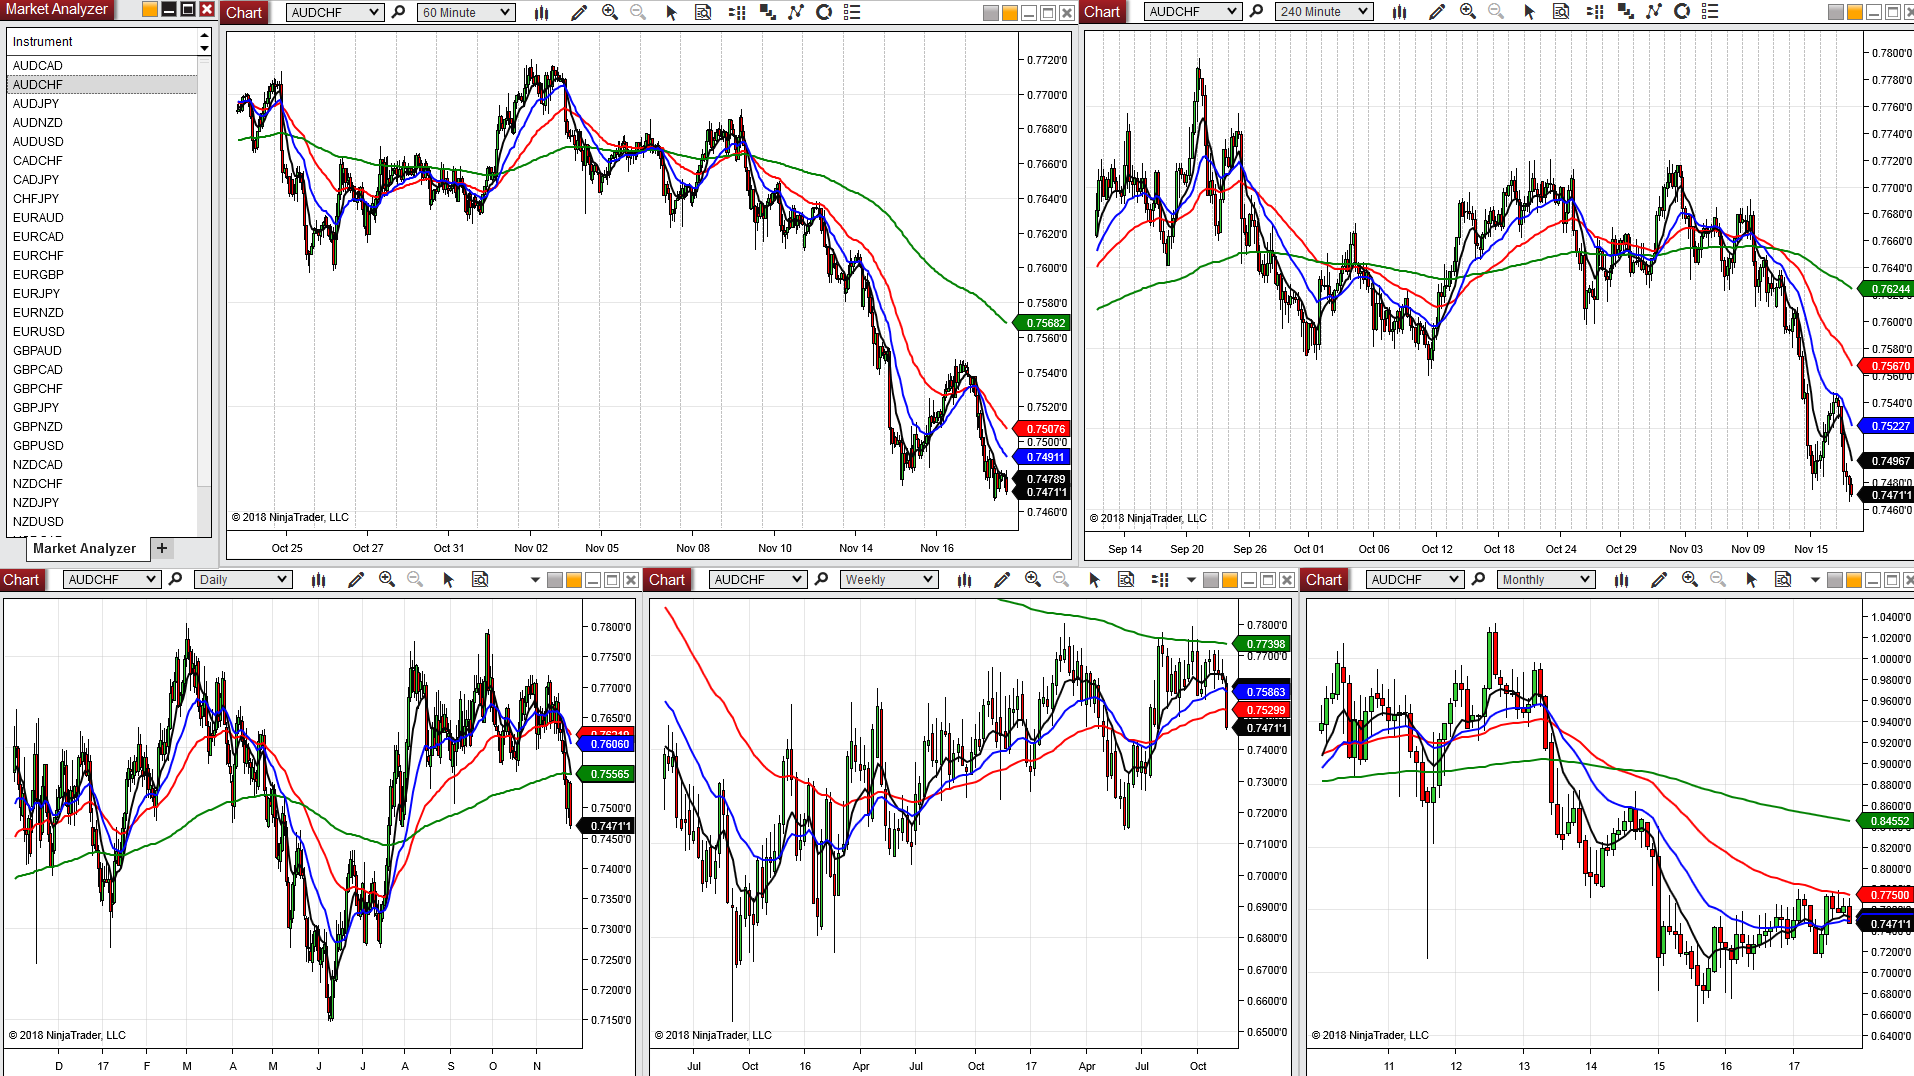 Market Analyzer
Instrument
AUDCAD
AUDCHF
AUDJPY
AUDNZD
AUDUSD
CADCHF
CADJPY
CHFJPY
EURAUD
EURCAD
EURCHF
EURGBP
EURJPY
EURNZD
EURUSD
GBPAUD
GBPCAD
GBPCHF
GBPJPY
GBPNZD
GBPUSD
NZDCAD
NZDCHF
NZDJPY
NZDUSD
Market Analyzer +
Chart AUDCHF 60 Minute
0.7720'0
0.7700'0
0.7680'0
0.7660'0
0.7640'0
0.7620'0
0.7600'0
0.7580'0
0.75682
0.7560'0
0.7540'0
0.7520'0
0.75076
0.7500'0
0.74911
0.74789
0.7471'1
0.7460'0
© 2018 NinjaTrader, LLC
Oct 25 Oct 27 Oct 31 Nov 02 Nov 05 Nov 08 Nov 10 Nov 14 Nov 16
Chart AUDCHF 240 Minute
0.7800'0
0.7780'0
0.7760'0
0.7740'0
0.7720'0
0.7700'0
0.7680'0
0.7660'0
0.7640'0
0.76244
0.7600'0
0.7580'0
0.75670
0.7560'0
0.7540'0
0.75227
0.74967
0.7480'0
0.7471'1
0.7460'0
© 2018 NinjaTrader, LLC
Sep 14 Sep 20 Sep 26 Oct 01 Oct 06 Oct 12 Oct 18 Oct 24 Oct 29 Nov 03 Nov 09 Nov 15
Chart AUDCHF Daily
0.7800'0
0.7750'0
0.7700'0
0.7650'0
0.76060
0.75565
0.7500'0
0.7471'1
0.7450'0
0.7400'0
0.7350'0
0.7300'0
0.7250'0
0.7200'0
0.7150'0
© 2018 NinjaTrader, LLC
D 17 F M A M J J A S O N
Chart AUDCHF Weekly
0.7800'0
0.77398
0.7700'0
0.75863
0.75299
0.7471'1
0.7400'0
0.7300'0
0.7200'0
0.7100'0
0.7000'0
0.6900'0
0.6800'0
0.6700'0
0.6600'0
0.6500'0
© 2018 NinjaTrader, LLC
Jul Oct 16 Apr Jul Oct 17 Apr Jul Oct
Chart AUDCHF Monthly
1.0400'0
1.0200'0
1.0000'0
0.9800'0
0.9600'0
0.9400'0
0.9200'0
0.9000'0
0.8800'0
0.8600'0
0.84552
0.8200'0
0.8000'0
0.77500
0.7471'1
0.7200'0
0.7000'0
0.6800'0
0.6600'0
0.6400'0
© 2018 NinjaTrader, LLC
11 12 13 14 15 16 17